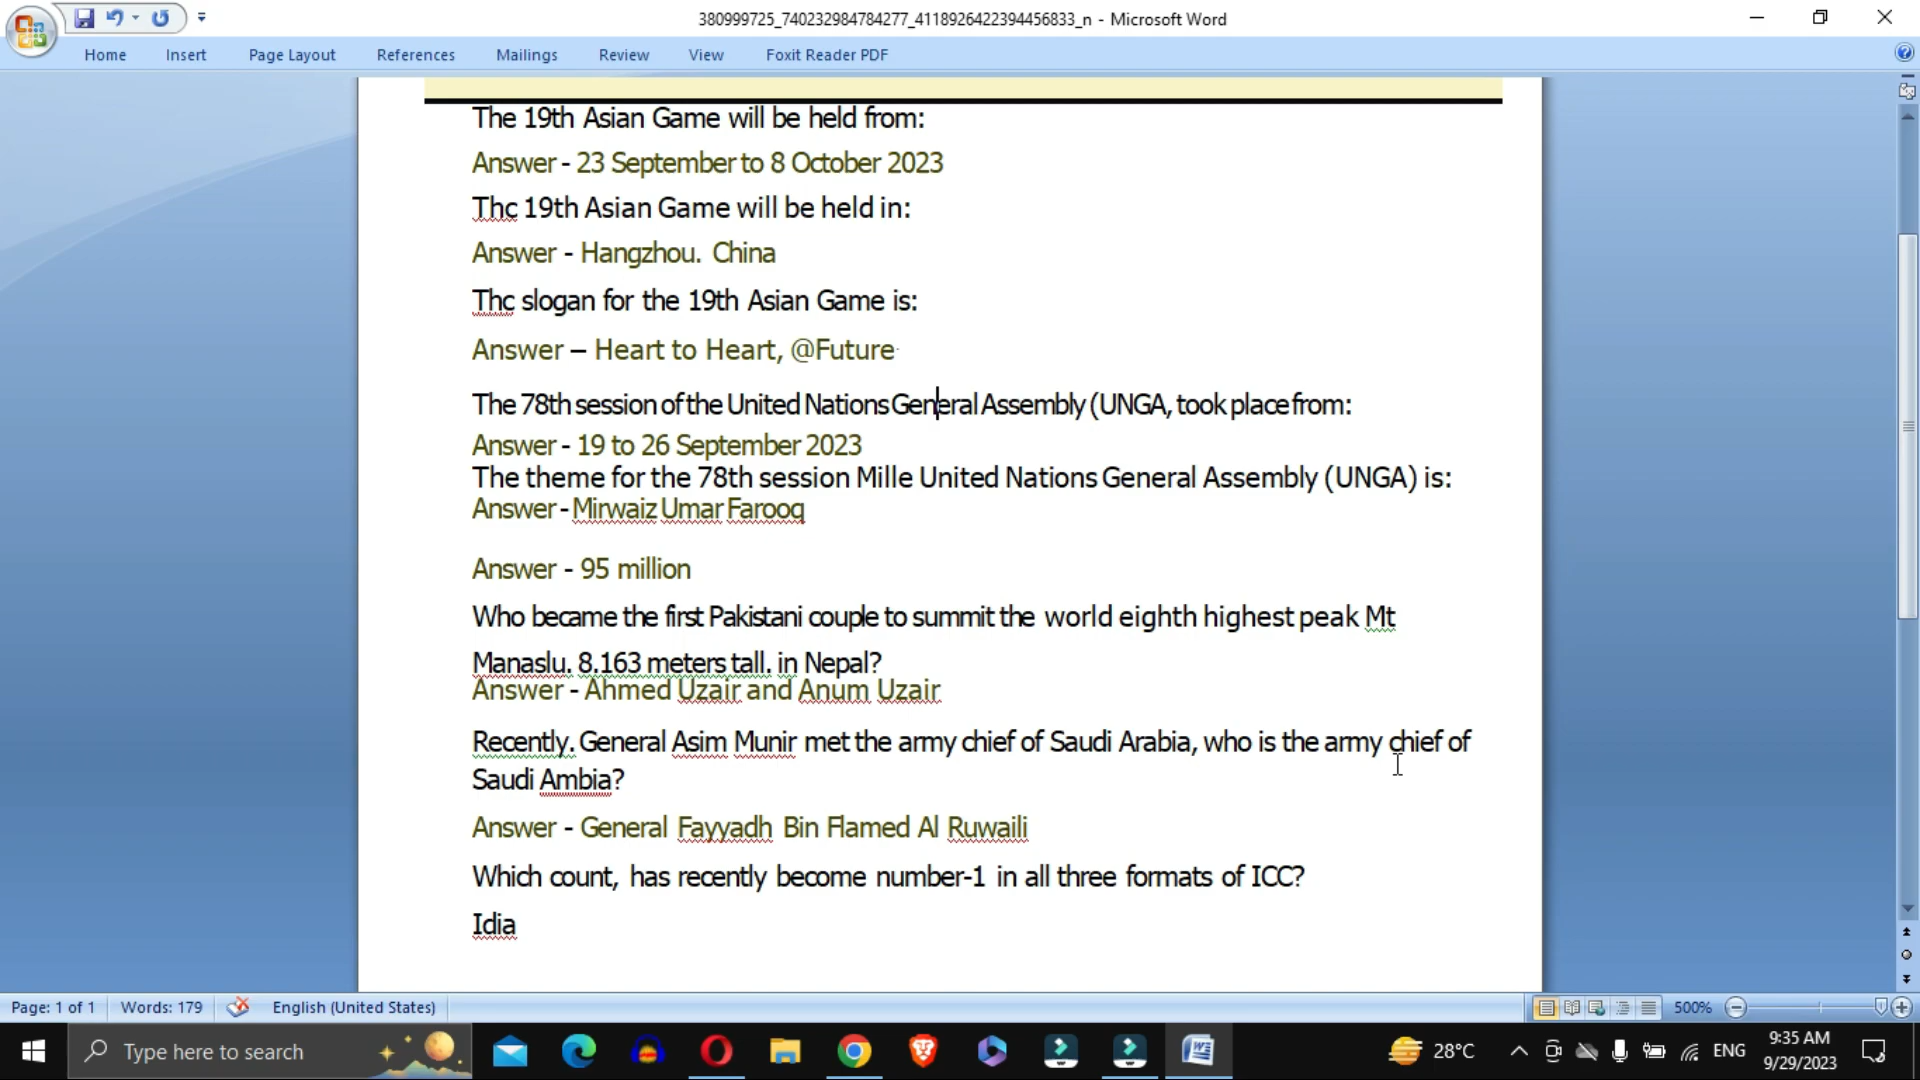 380999725_740232984784277_4118926422394456833_n - Microsoft Word
Home Insert Page Layout References Mailings Review View Foxit Reader PDF
The 19th Asian Game will be held from:
Answer - 23 September to 8 October 2023
Thc 19th Asian Game will be held in:
Answer - Hangzhou. China
Thc slogan for the 19th Asian Game is:
Answer – Heart to Heart, @Future
The 78th session of the United Nations General Assembly (UNGA, took place from:
Answer - 19 to 26 September 2023
The theme for the 78th session Mille United Nations General Assembly (UNGA) is:
Answer - Mirwaiz Umar Farooq
Answer - 95 million
Who became the first Pakistani couple to summit the world eighth highest peak Mt
Manaslu. 8.163 meters tall. in Nepal?
Answer - Ahmed Uzair and Anum Uzair
Recently. General Asim Munir met the army chief of Saudi Arabia, who is the army chief of
Saudi Ambia?
Answer - General Fayyadh Bin Flamed Al Ruwaili
Which count, has recently become number-1 in all three formats of ICC?
Idia
Page: 1 of 1 Words: 179 English (United States) 500%
Type here to search 28°C ENG 9:35 AM
9/29/2023